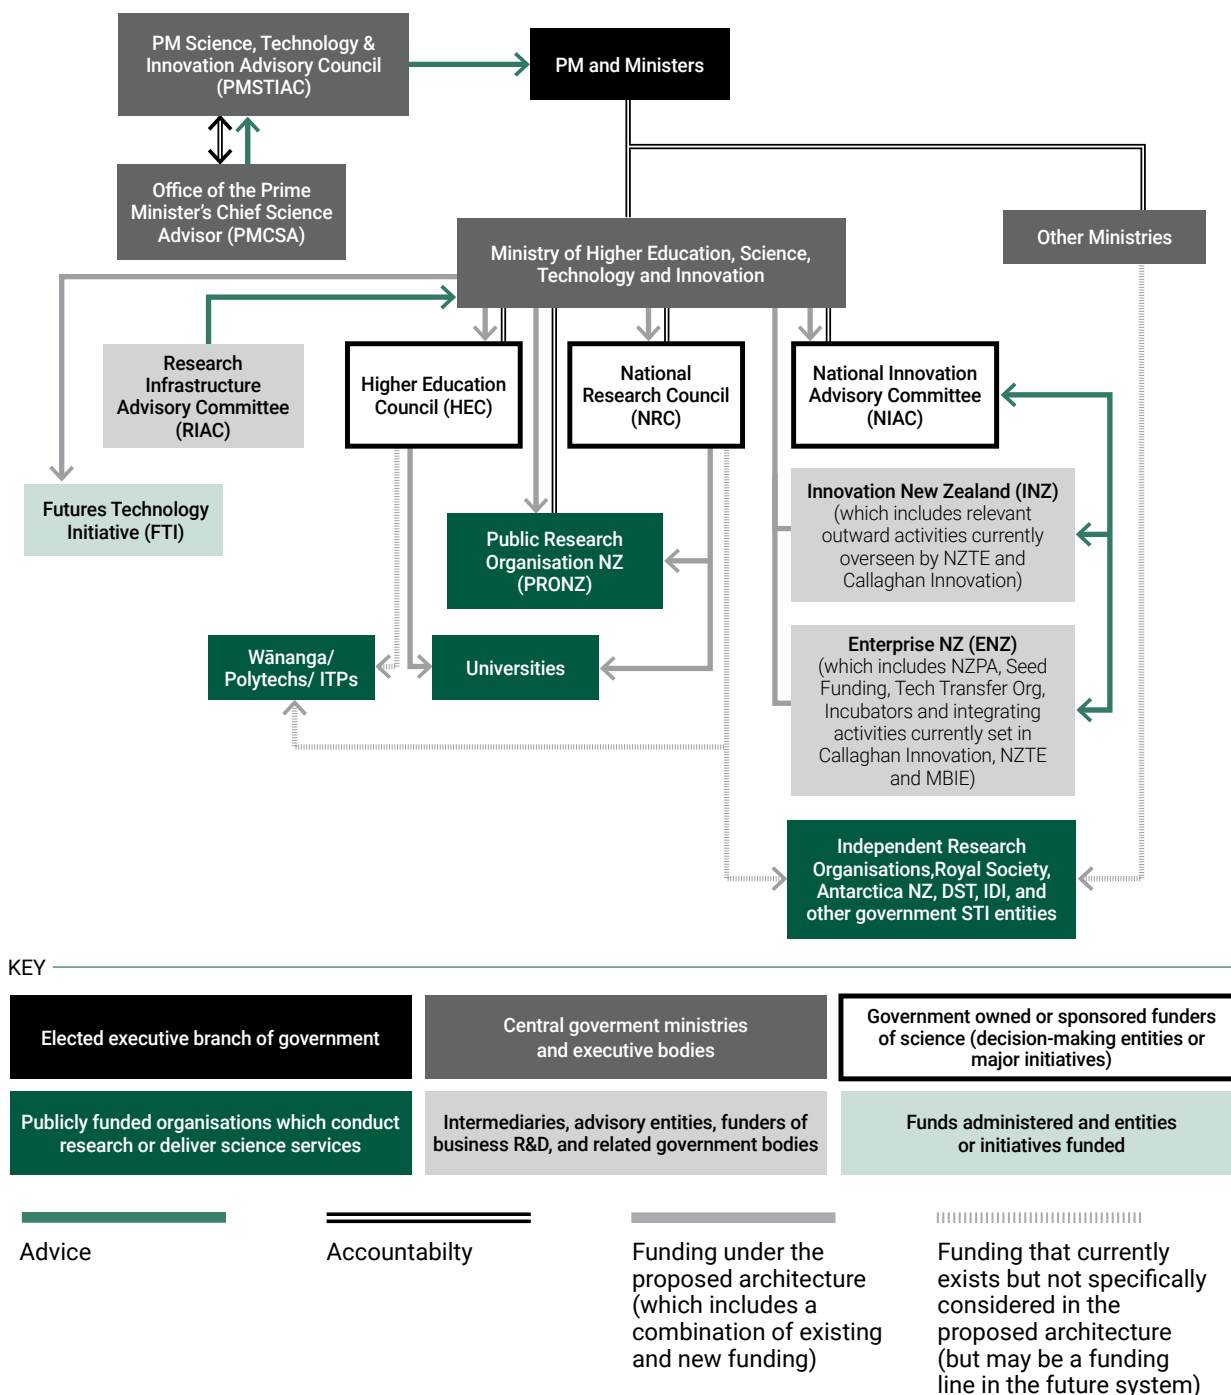 PM Science, Technology &
Innovation Advisory Council
(PMSTIAC)
PM and Ministers
Office of the Prime
Minister's Chief Science
Advisor (PMCSA)
Ministry of Higher Education, Science,
Technology and Innovation
Other Ministries
Research
Infrastructure
Advisory Committee
(RIAC)
Higher Education
Council (HEC)
National
Research Council
(NRC)
National Innovation
Advisory Committee
(NIAC)
Futures Technology
Initiative (FTI)
Public Research
Organisation NZ
(PRONZ)
Innovation New Zealand (INZ)
(which includes relevant
outward activities currently
overseen by NZTE and
Callaghan Innovation)
Wānanga/
Polytechs/ ITPs
Universities
Enterprise NZ (ENZ)
(which includes NZPA, Seed
Funding, Tech Transfer Org,
Incubators and integrating
activities currently set in
Callaghan Innovation, NZTE
and MBIE)
Independent Research
Organisations,Royal Society,
Antarctica NZ, DST, IDI, and
other government STI entities
KEY
Elected executive branch of government
Central goverment ministries
and executive bodies
Government owned or sponsored funders
of science (decision-making entities or
major initiatives)
Publicly funded organisations which conduct
research or deliver science services
Intermediaries, advisory entities, funders of
business R&D, and related government bodies
Funds administered and entities
or initiatives funded
Advice
Accountabilty
Funding under the
proposed architecture
(which includes a
combination of existing
and new funding)
Funding that currently
exists but not specifically
considered in the
proposed architecture
(but may be a funding
line in the future system)